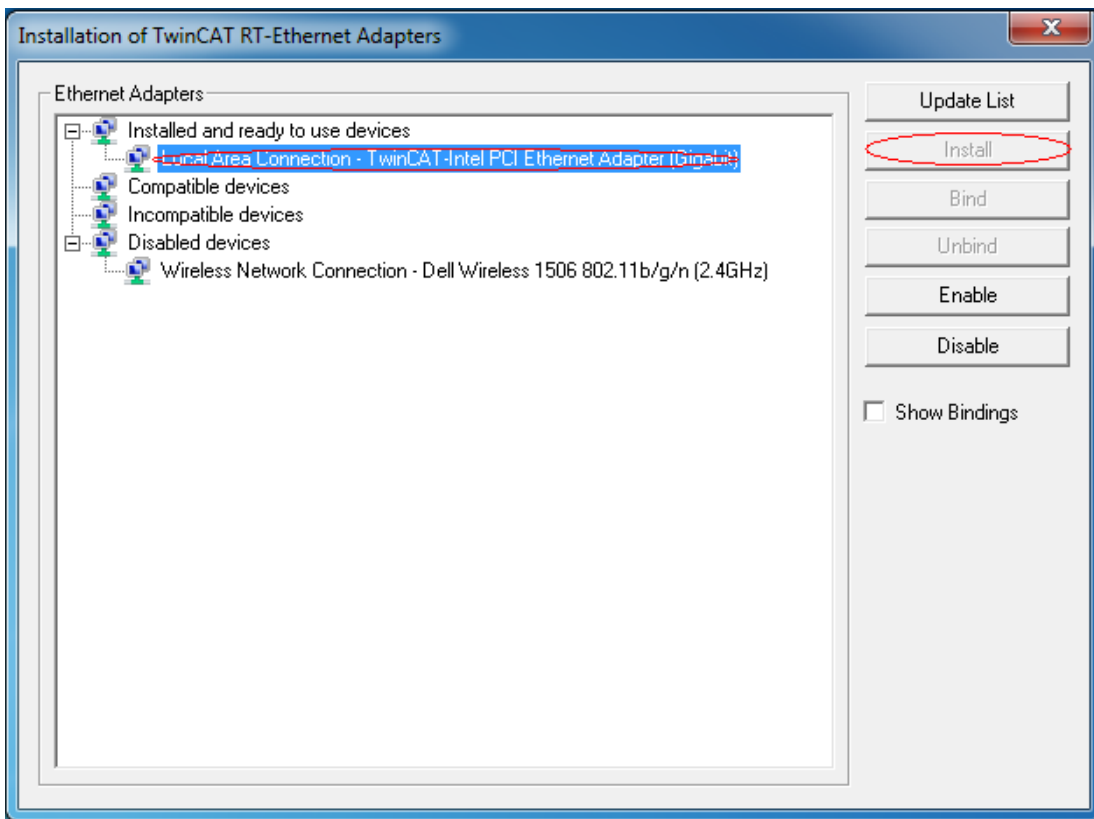 Installation of TwinCAT RT-Ethernet Adapters
Ethernet Adapters
Installed and ready to use devices
Local Area Connection - TwinCAT-Intel PCI Ethernet Adapter (Gigabit)
Compatible devices
Incompatible devices
Disabled devices
Wireless Network Connection - Dell Wireless 1506 802.11b/g/n (2.4GHz)
Update List
Install
Bind
Unbind
Enable
Disable
Show Bindings